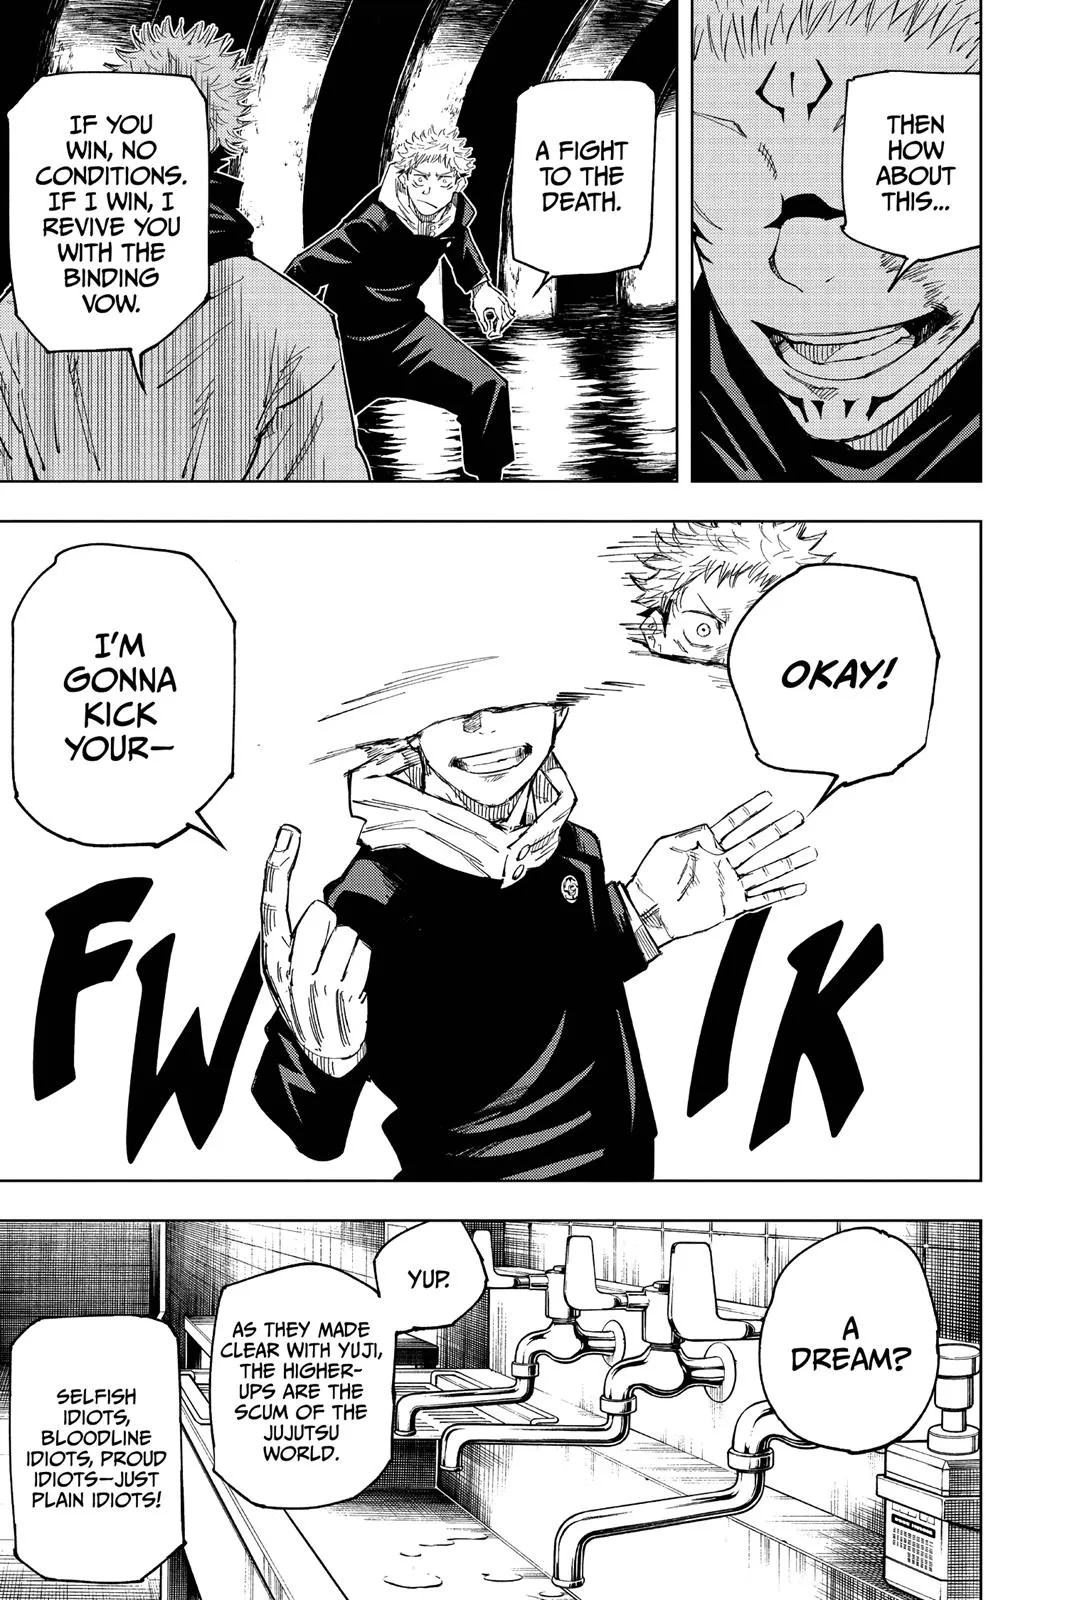 THEN
HOW
ABOUT
THIS...
A FIGHT
TO THE
DEATH.
IF YOU
WIN, NO
CONDITIONS.
IF I WIN, I
REVIVE YOU
WITH THE
BINDING
VOW.
OKAY!
I'M
GONNA
KICK
YOUR—
FW IK
A
DREAM?
YUP.
AS THEY MADE
CLEAR WITH YUJI,
THE HIGHER-
UPS ARE THE
SCUM OF THE
JUJUTSU
WORLD.
SELFISH
IDIOTS,
BLOODLINE
IDIOTS, PROUD
IDIOTS—JUST
PLAIN IDIOTS!